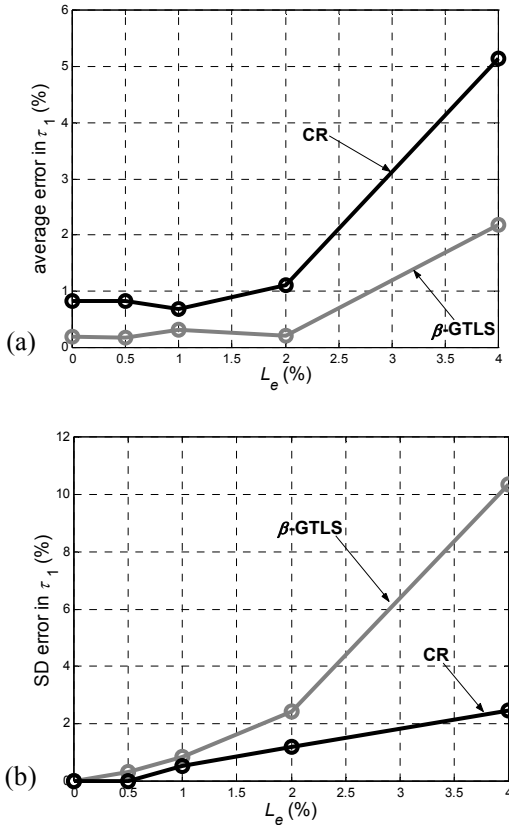 6
5
4
3
2
1
0
average error in τ1 (%)
CR
β-GTLS
0 0.5 1 1.5 2 2.5 3 3.5 4
Le (%)
(a)
12
10
8
6
4
2
0
SD error in τ1 (%)
β-GTLS
CR
0 0.5 1 1.5 2 2.5 3 3.5 4
Le (%)
(b)